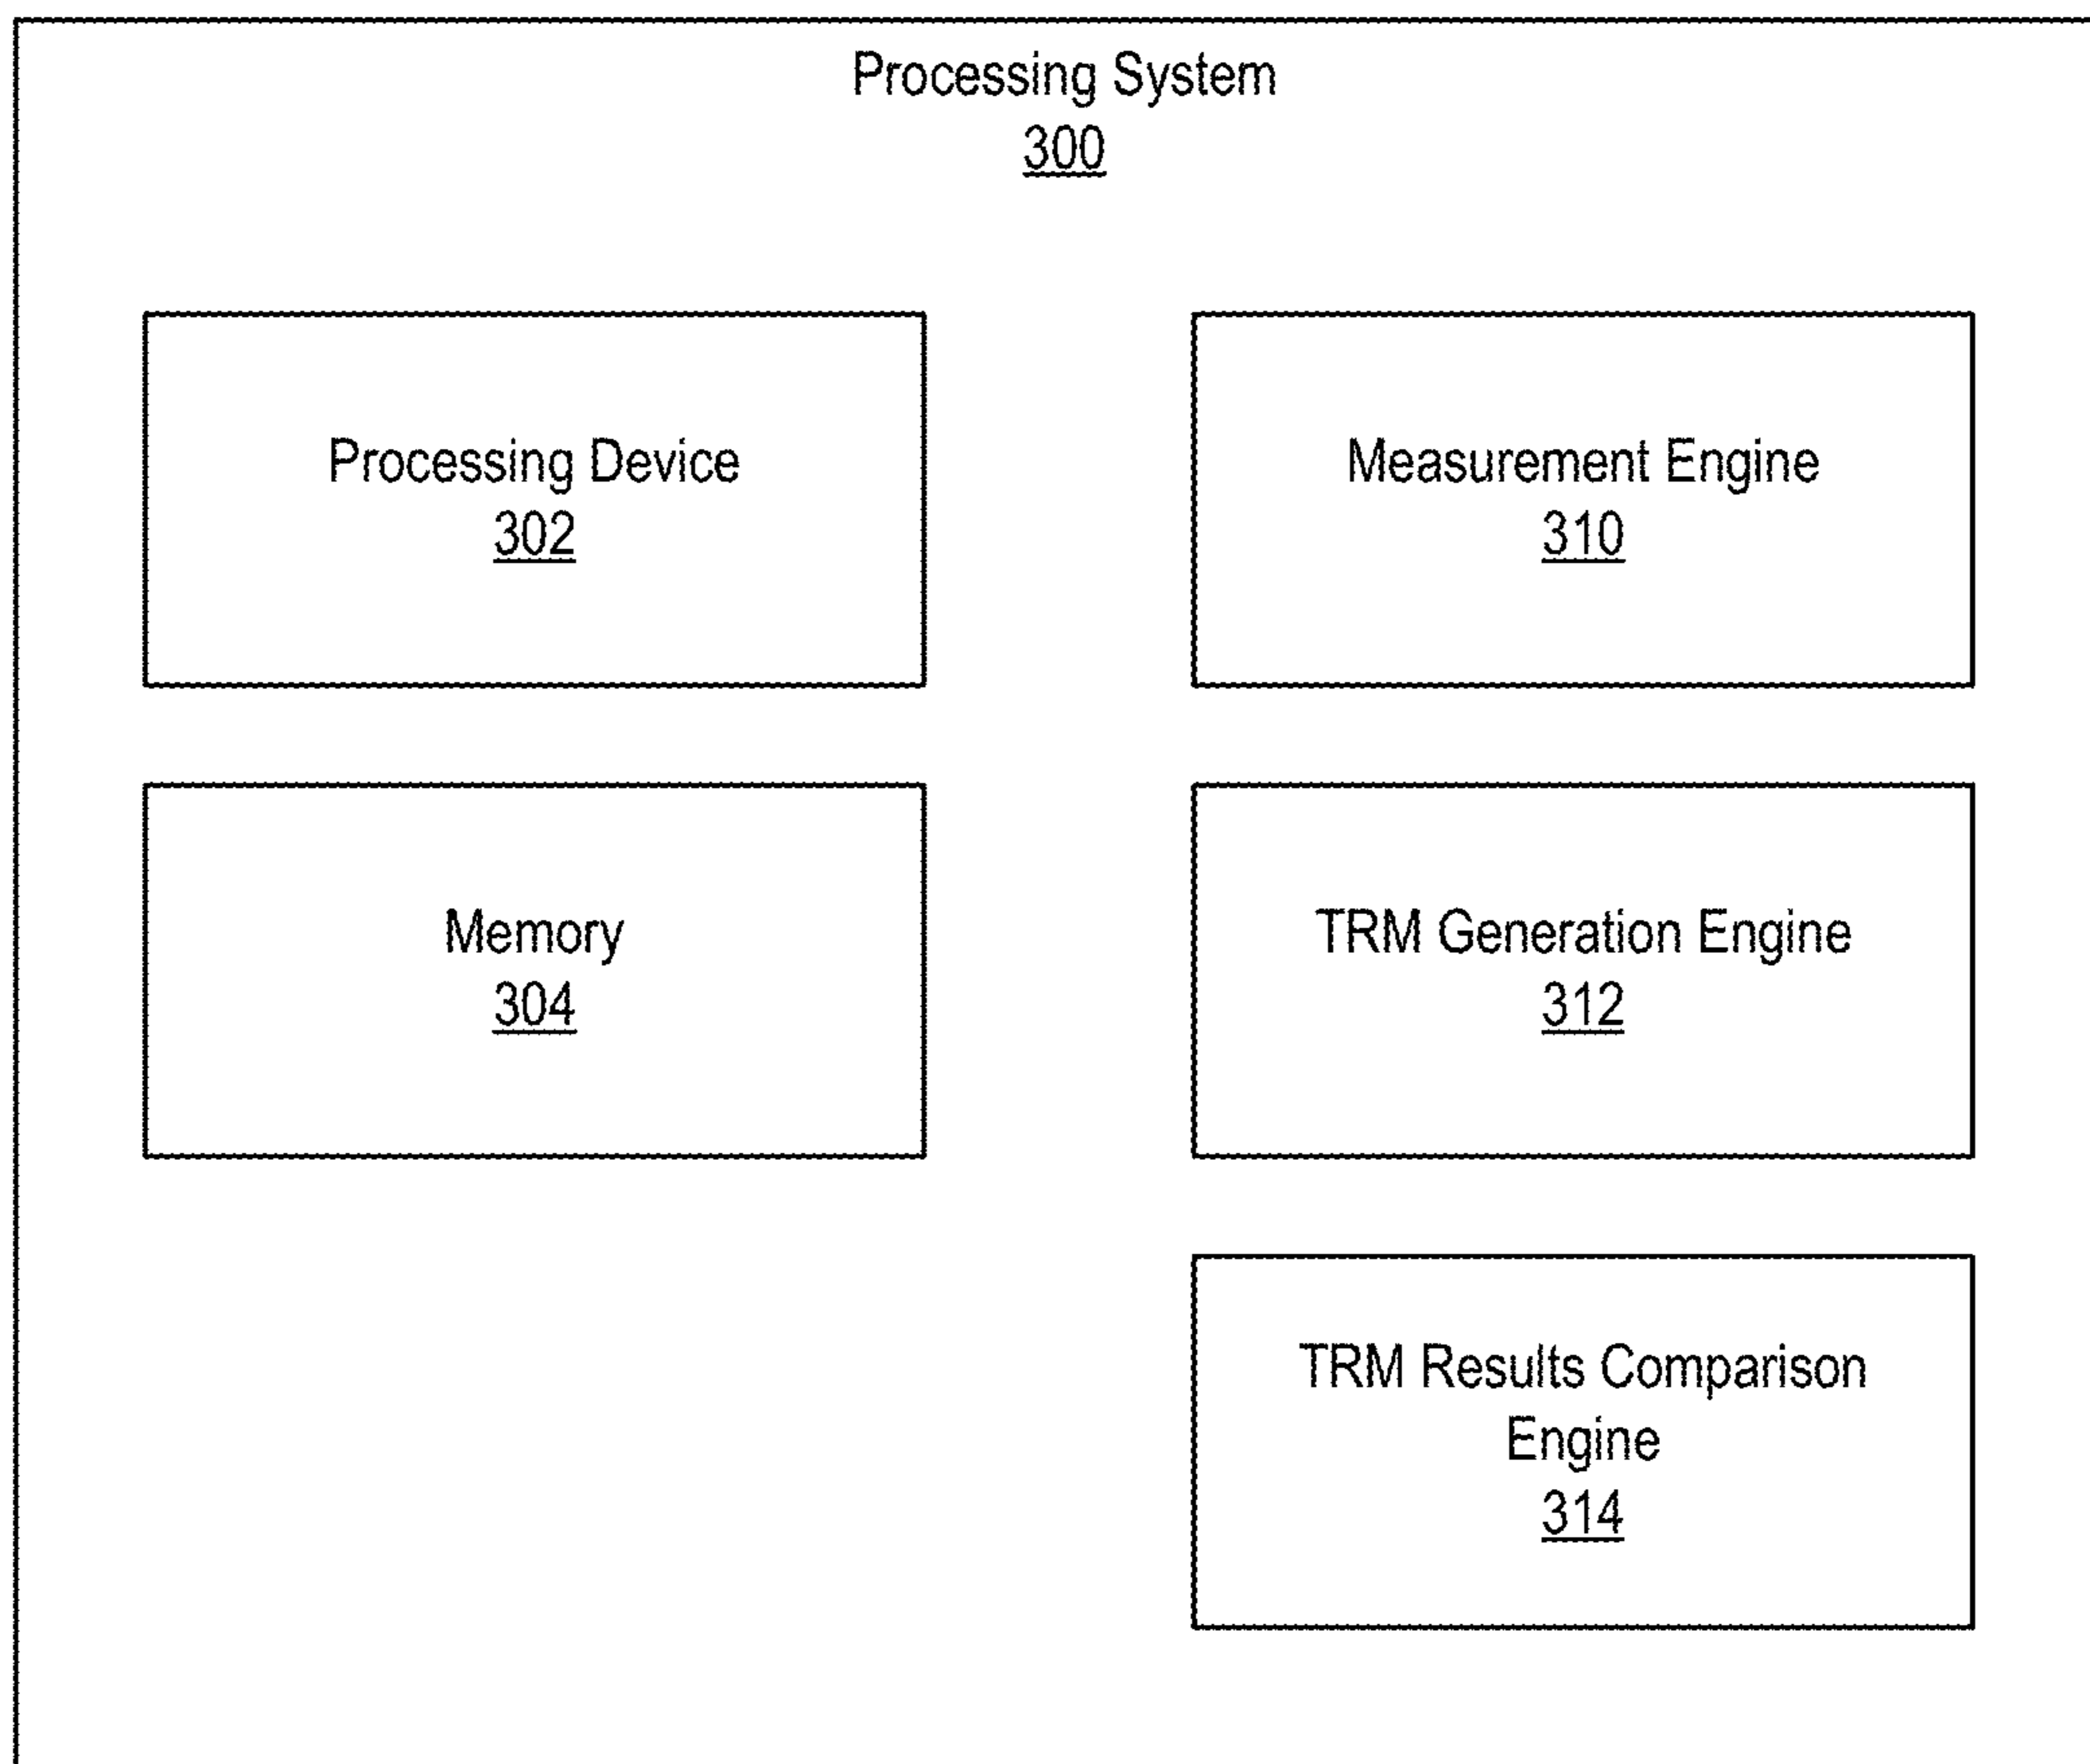 Processing System
300
Processing Device
302
Measurement Engine
310
Memory
304
TRM Generation Engine
312
TRM Results Comparison
Engine
314